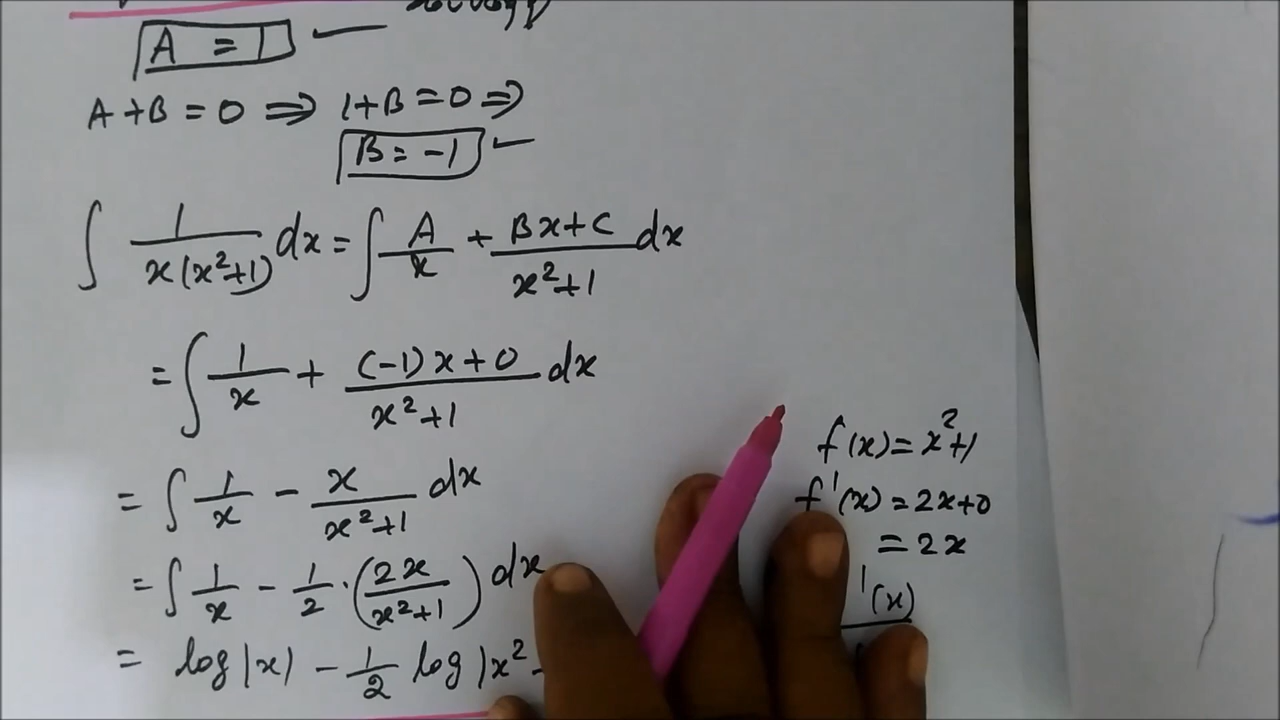 A = 1
A+B = 0 ⇒ 1+B = 0 ⇒
B = -1
∫ 1/(x(x²+1)) dx = ∫ A/x + (Bx+C)/(x²+1) dx
= ∫ 1/x + ((-1)x+0)/(x²+1) dx
= ∫ 1/x - x/(x²+1) dx
= ∫ 1/x - 1/2 · (2x/(x²+1)) dx
= log|x| - 1/2 log|x²
f(x) = x²+1
f'(x) = 2x+0
= 2x
'(x)